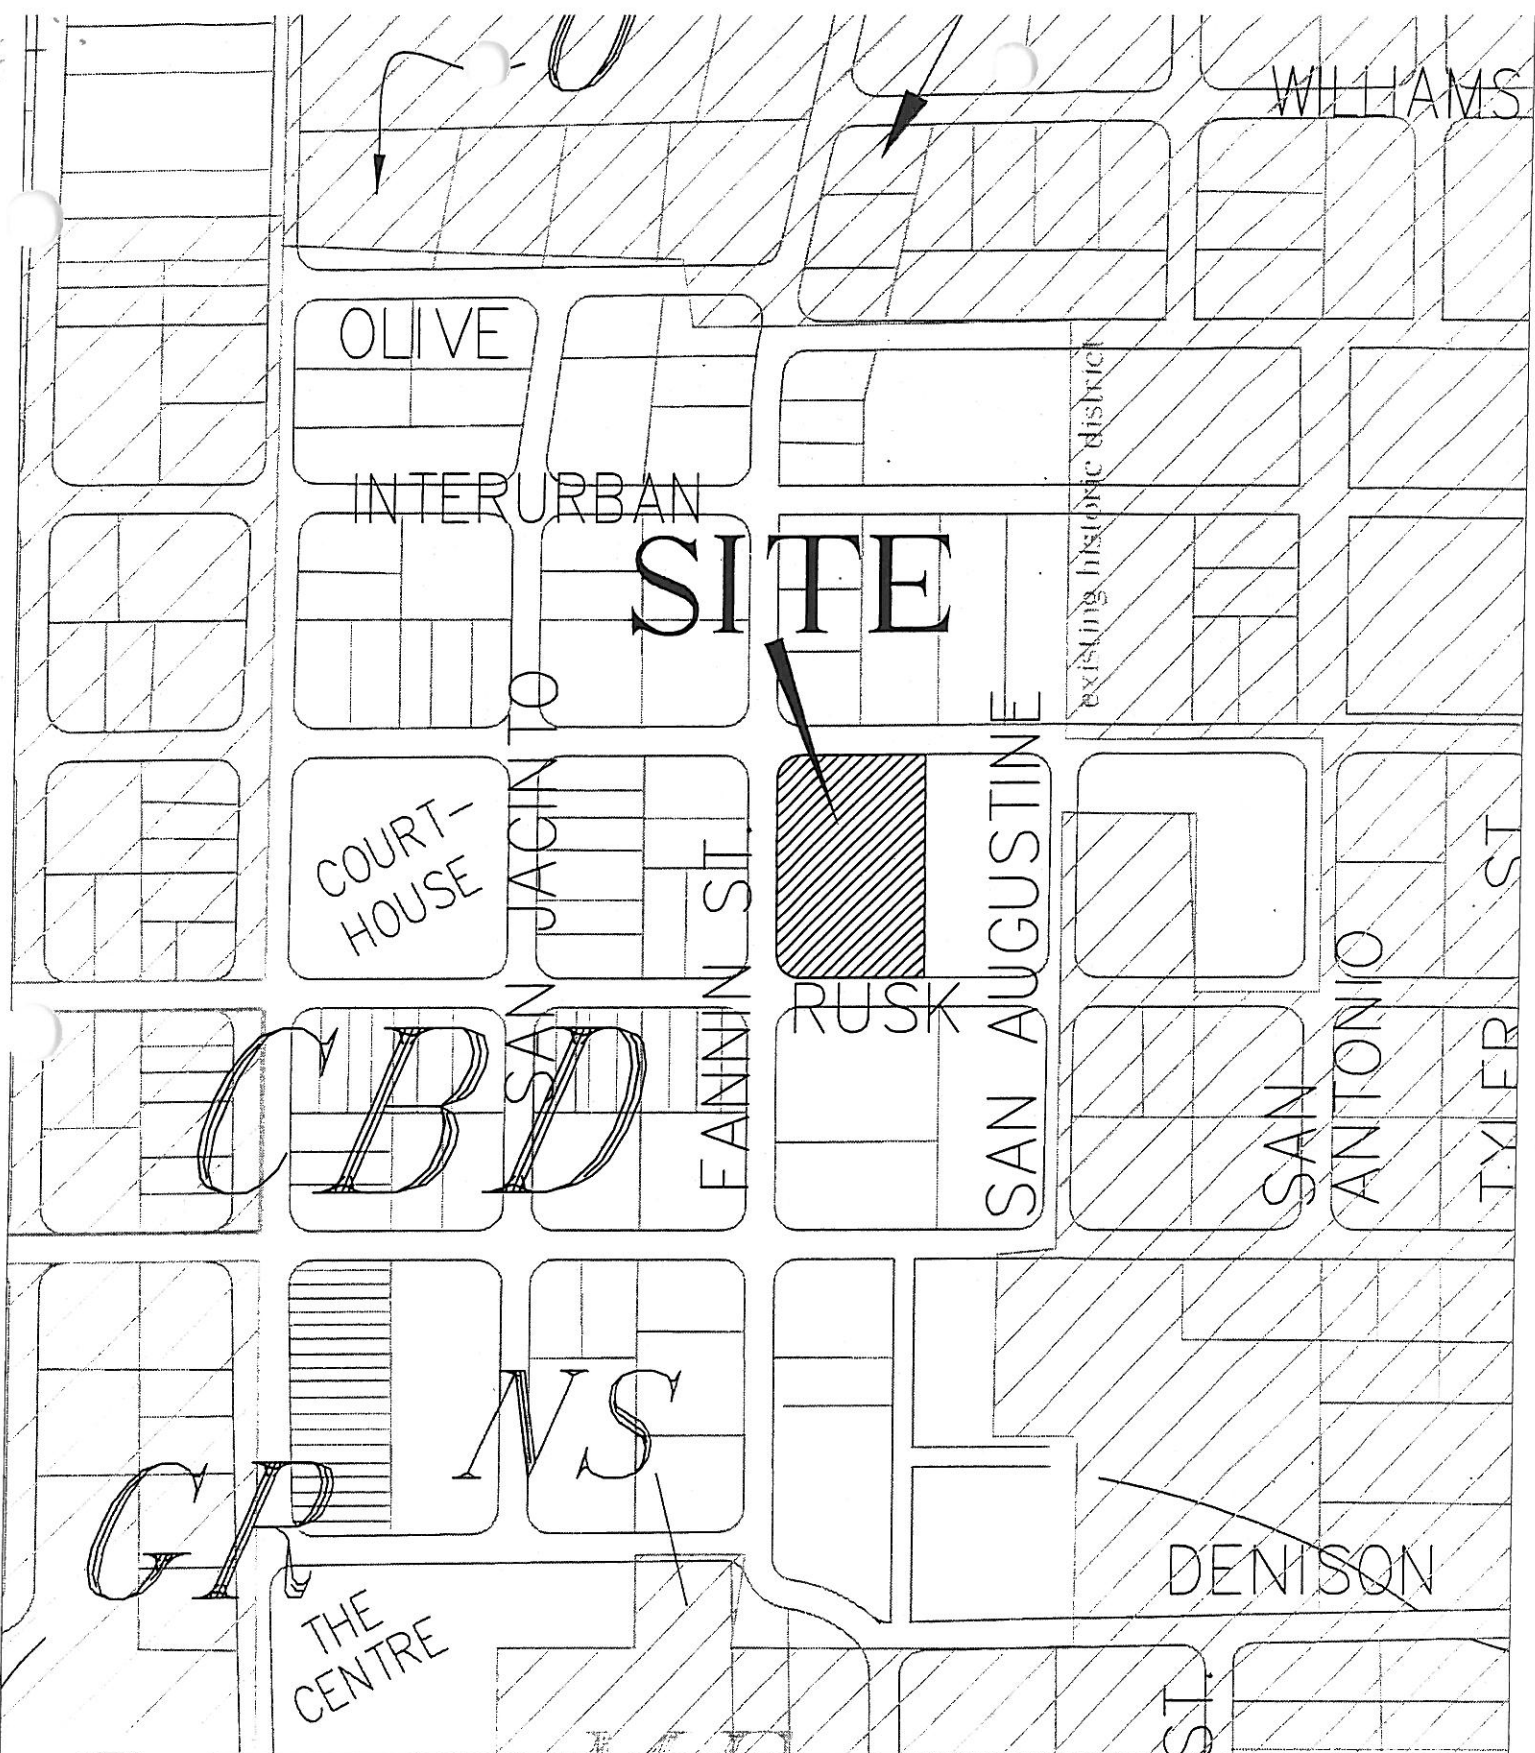 WILLIAMS
OLIVE
INTERURBAN
SITE
existing historic district
SAN JACINTO
COURT-
HOUSE
FANNIN ST.
SAN AUGUSTINE
RUSK
SAN
ANTONIO
TYLER ST
CBD
NS
GR
DENISON
THE
CENTRE
ST.